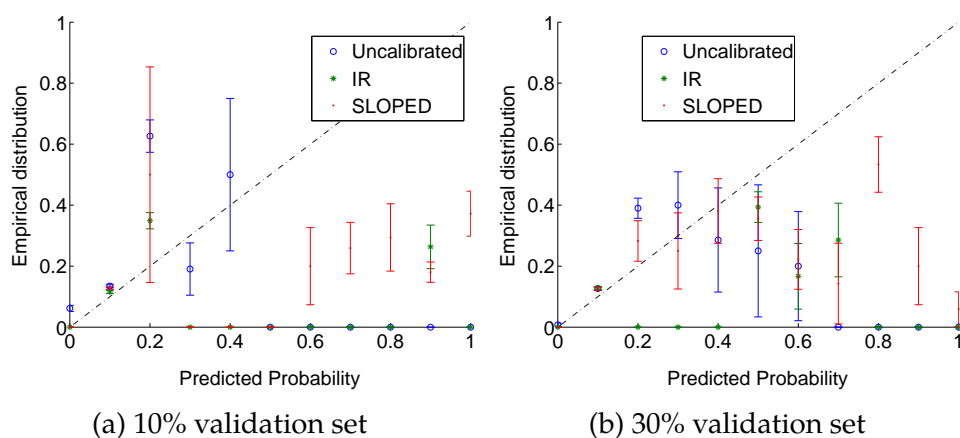 1
0.8
0.6
0.4
0.2
0
Empirical distribution
0 0.2 0.4 0.6 0.8 1
Predicted Probability
Uncalibrated
IR
SLOPED
(a) 10% validation set
1
0.8
0.6
0.4
0.2
0
Empirical distribution
0 0.2 0.4 0.6 0.8 1
Predicted Probability
Uncalibrated
IR
SLOPED
(b) 30% validation set